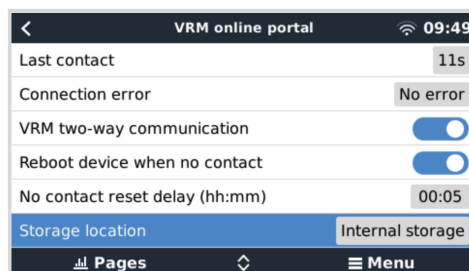 VRM online portal 09:49
Last contact 11s
Connection error No error
VRM two-way communication
Reboot device when no contact
No contact reset delay (hh:mm) 00:05
Storage location Internal storage
Pages Menu